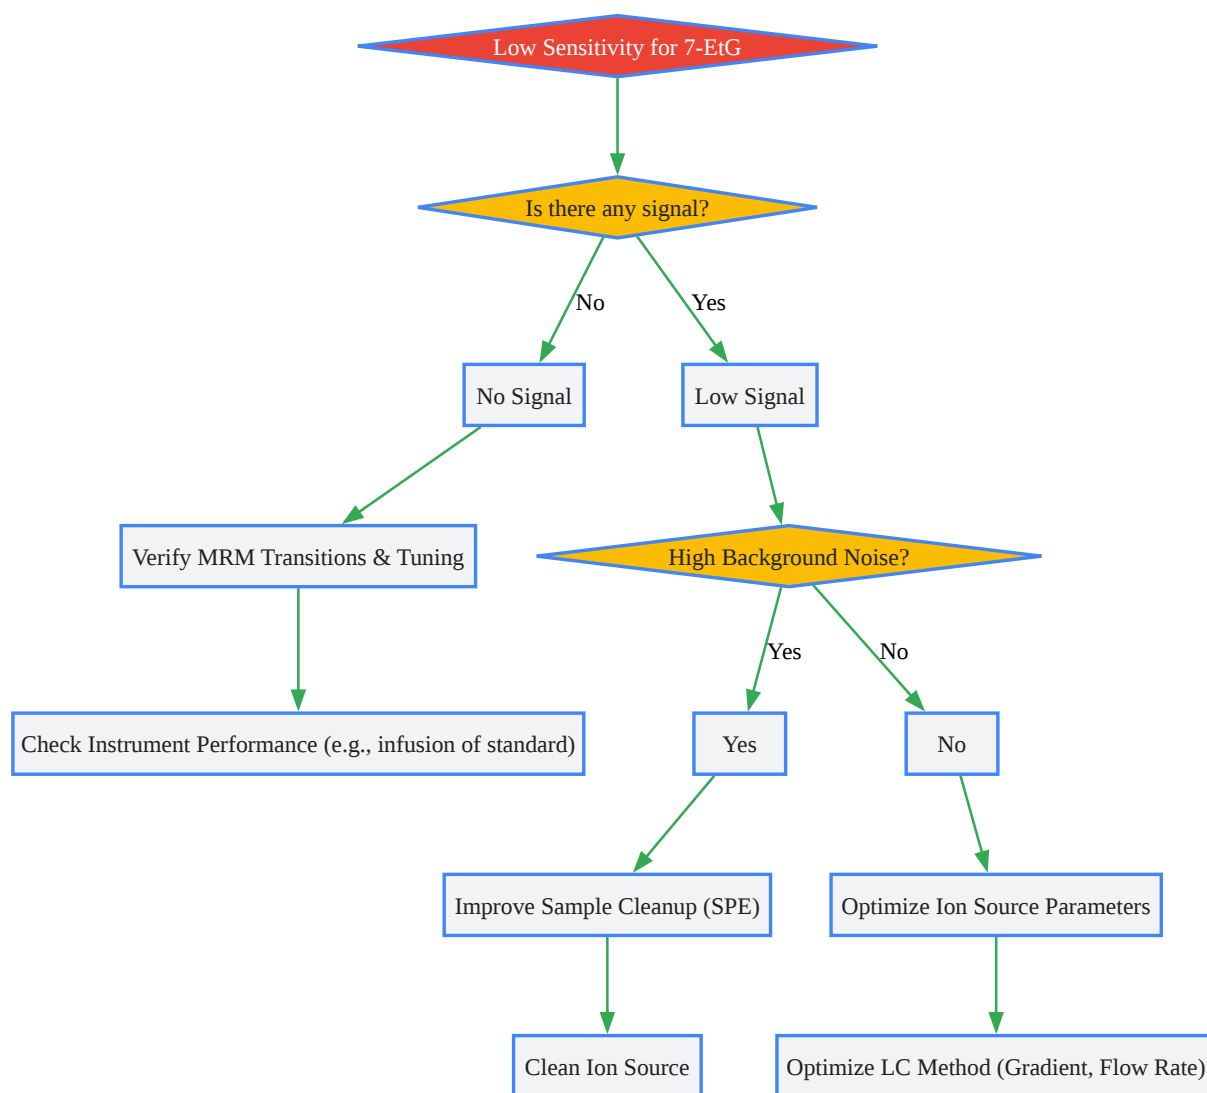 Low Sensitivity for 7-EtG
Is there any signal?
No
Yes
No Signal
Low Signal
Verify MRM Transitions & Tuning
High Background Noise?
Yes
No
Check Instrument Performance (e.g., infusion of standard)
Yes
No
Improve Sample Cleanup (SPE)
Optimize Ion Source Parameters
Clean Ion Source
Optimize LC Method (Gradient, Flow Rate)